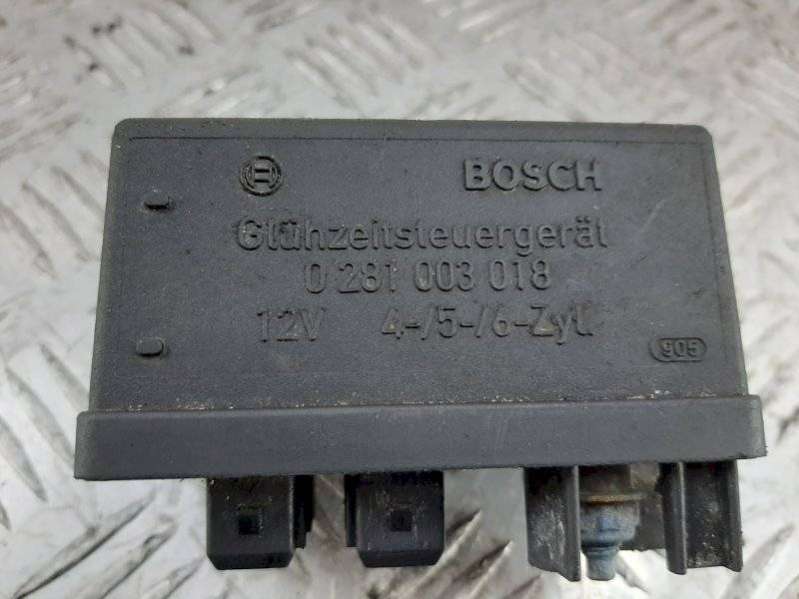 BOSCH
Glühzeitsteuergerät
0 281 003 018
12V 4-/5-/6-Zyl.
905